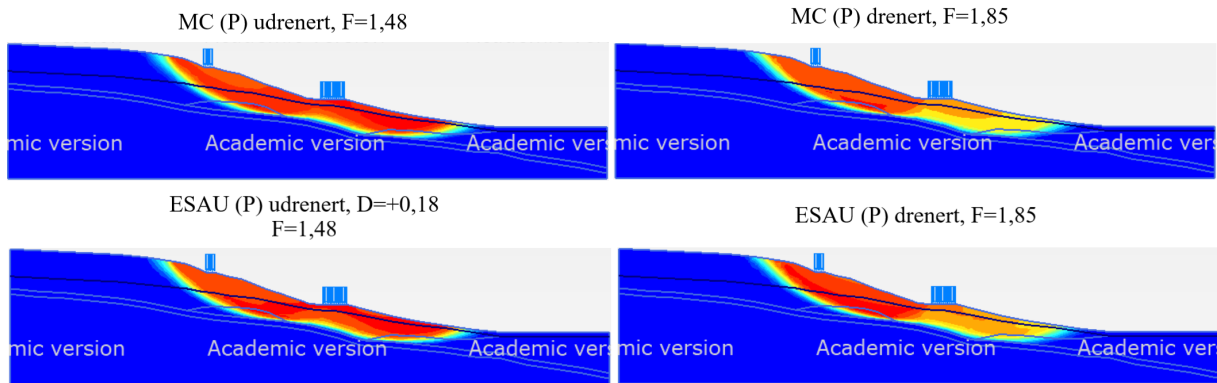 MC (P) udrenert, F=1,48
MC (P) drenert, F=1,85
mic version Academic version Academic vers
mic version Academic version Academic vers
ESAU (P) udrenert, D=+0,18
F=1,48
ESAU (P) drenert, F=1,85
mic version Academic version Academic vers
mic version Academic version Academic vers